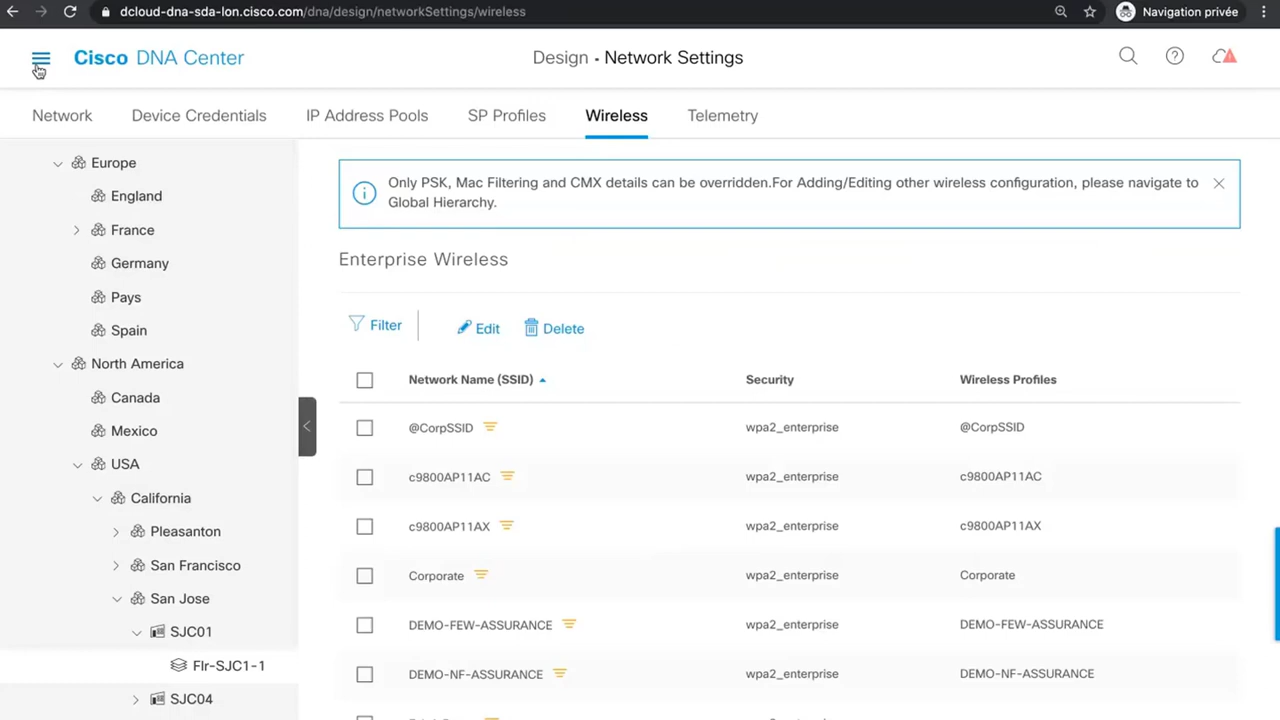 dcloud-dna-sda-lon.cisco.com/dna/design/networkSettings/wireless
Navigation privée
Cisco DNA Center
Design • Network Settings
Network
Device Credentials
IP Address Pools
SP Profiles
Wireless
Telemetry
Europe
England
France
Germany
Pays
Spain
North America
Canada
Mexico
USA
California
Pleasanton
San Francisco
San Jose
SJC01
Flr-SJC1-1
SJC04
Only PSK, Mac Filtering and CMX details can be overridden.For Adding/Editing other wireless configuration, please navigate to
Global Hierarchy.
Enterprise Wireless
Filter
Edit
Delete
Network Name (SSID) Security Wireless Profiles
@CorpSSID wpa2_enterprise @CorpSSID
c9800AP11AC wpa2_enterprise c9800AP11AC
c9800AP11AX wpa2_enterprise c9800AP11AX
Corporate wpa2_enterprise Corporate
DEMO-FEW-ASSURANCE wpa2_enterprise DEMO-FEW-ASSURANCE
DEMO-NF-ASSURANCE wpa2_enterprise DEMO-NF-ASSURANCE